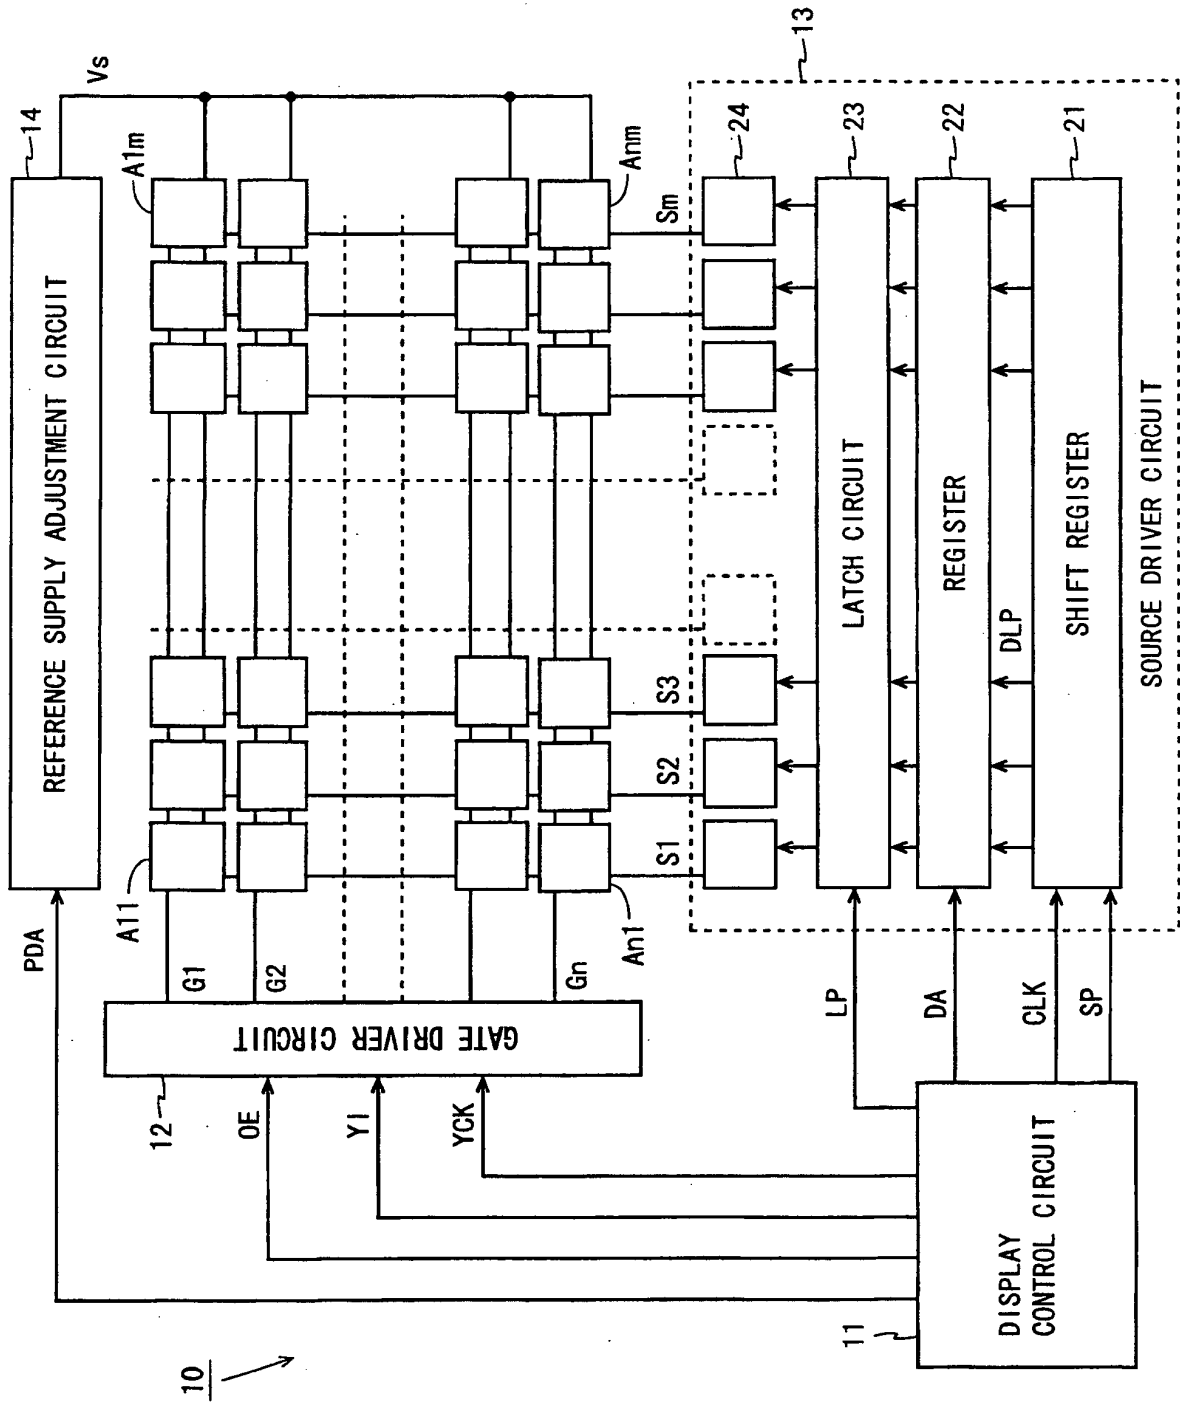 10
11
DISPLAY
CONTROL CIRCUIT
PDA
OE
YI
YCK
LP
DA
CLK
SP
12
GATE DRIVER CIRCUIT
G1
G2
Gn
14
REFERENCE SUPPLY ADJUSTMENT CIRCUIT
Vs
A11
A1m
An1
Anm
S1
S2
S3
Sm
13
24
LATCH CIRCUIT
23
REGISTER
22
DLP
SHIFT REGISTER
21
SOURCE DRIVER CIRCUIT